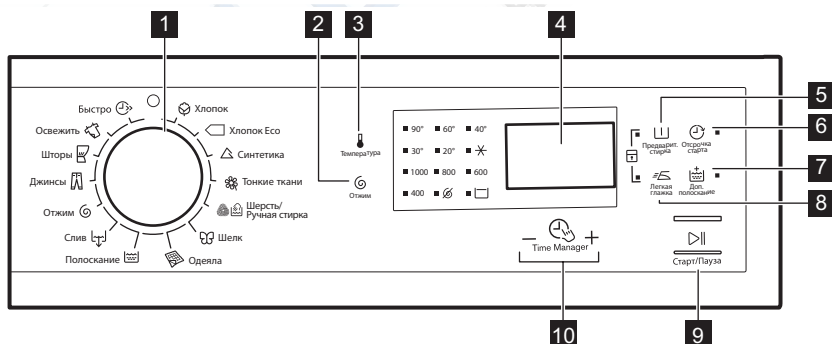 1
2
3
4
5
6
7
8
9
10
Быстро
Освежить
Шторы
Джинсы
Отжим
Слив
Полоскание
Хлопок
Хлопок Eco
Синтетика
Тонкие ткани
Шерсть/
Ручная стирка
Шелк
Одеяла
Температура
Отжим
90° 60° 40°
30° 20°
1000 800 600
400
Time Manager
Предварит.
стирка
Отсрочка
старта
Легкая
глажка
Доп.
полоскание
Старт/Пауза